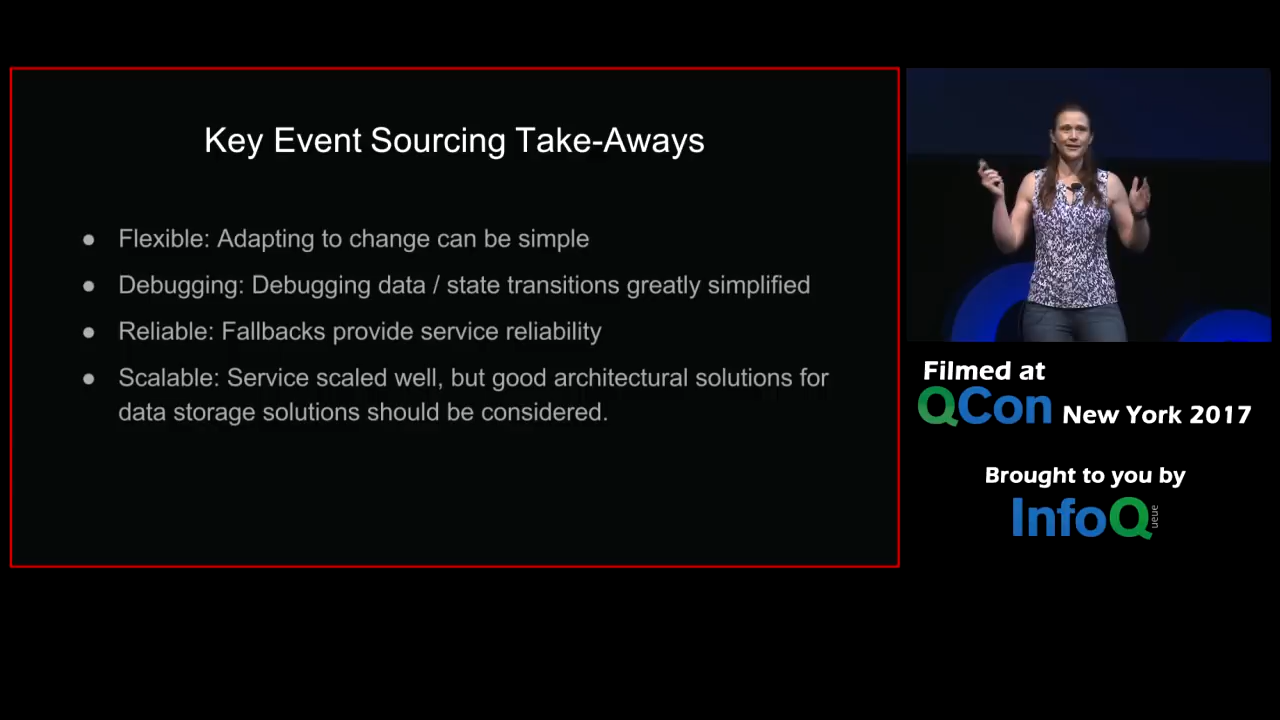 Key Event Sourcing Take-Aways
● Flexible: Adapting to change can be simple
● Debugging: Debugging data / state transitions greatly simplified
● Reliable: Fallbacks provide service reliability
● Scalable: Service scaled well, but good architectural solutions for
data storage solutions should be considered.
Filmed at
QCon New York 2017
Brought to you by
InfoQ
ueue